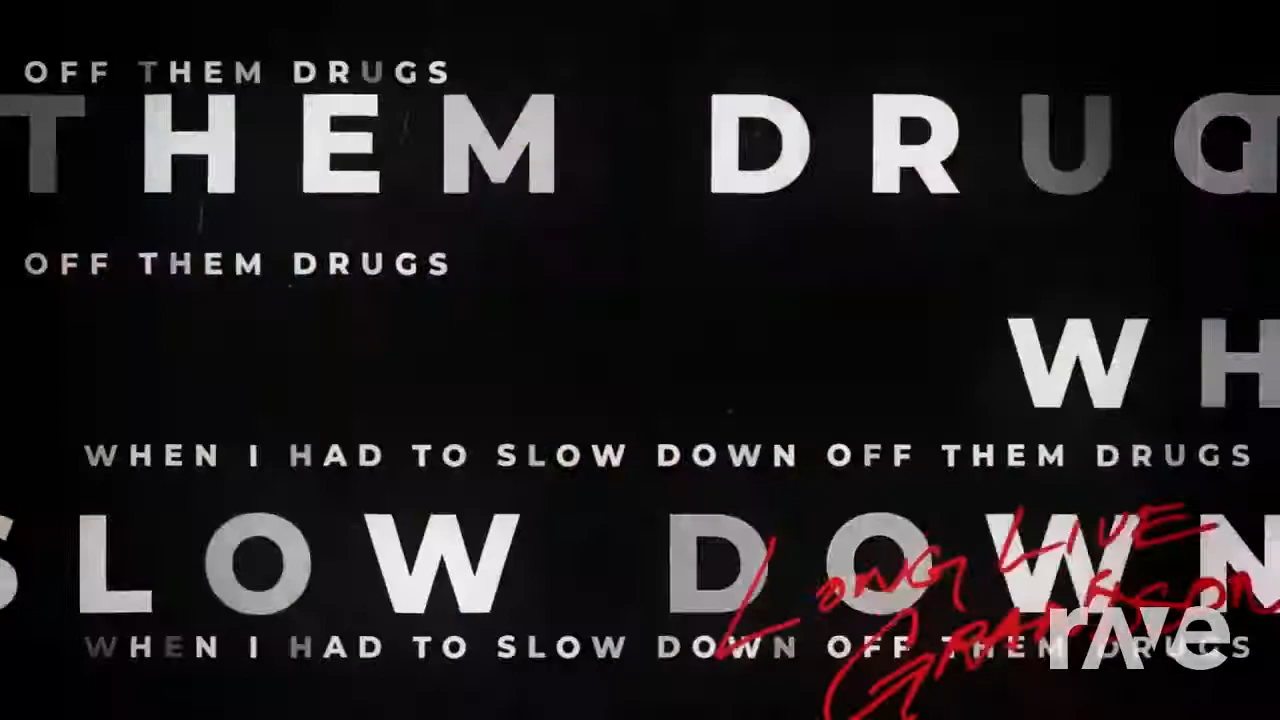 OFF THEM DRUGS
THEM DRUG
OFF THEM DRUGS
WH
WHEN I HAD TO SLOW DOWN OFF THEM DRUGS
SLOW DOWN
LONG LIVE
GRANDSON
WHEN I HAD TO SLOW DOWN OFF THEM DRUGS
rave